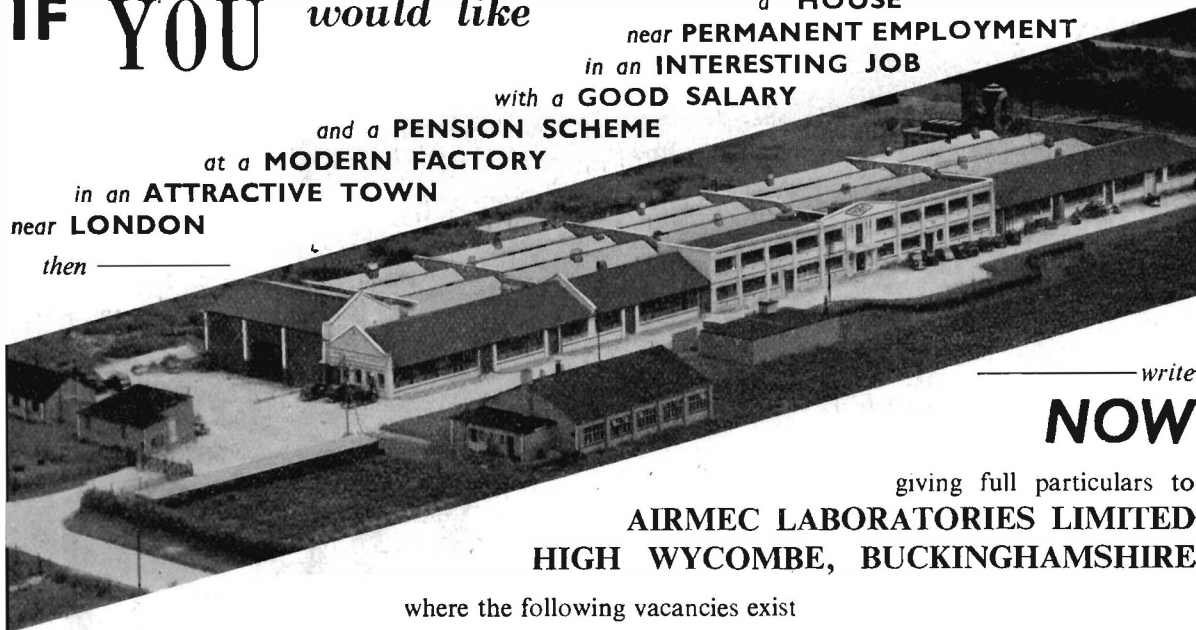 IF YOU would like
a HOUSE
near PERMANENT EMPLOYMENT
in an INTERESTING JOB
with a GOOD SALARY
and a PENSION SCHEME
at a MODERN FACTORY
in an ATTRACTIVE TOWN
near LONDON
then
write
NOW
giving full particulars to
AIRMEC LABORATORIES LIMITED
HIGH WYCOMBE, BUCKINGHAMSHIRE
where the following vacancies exist